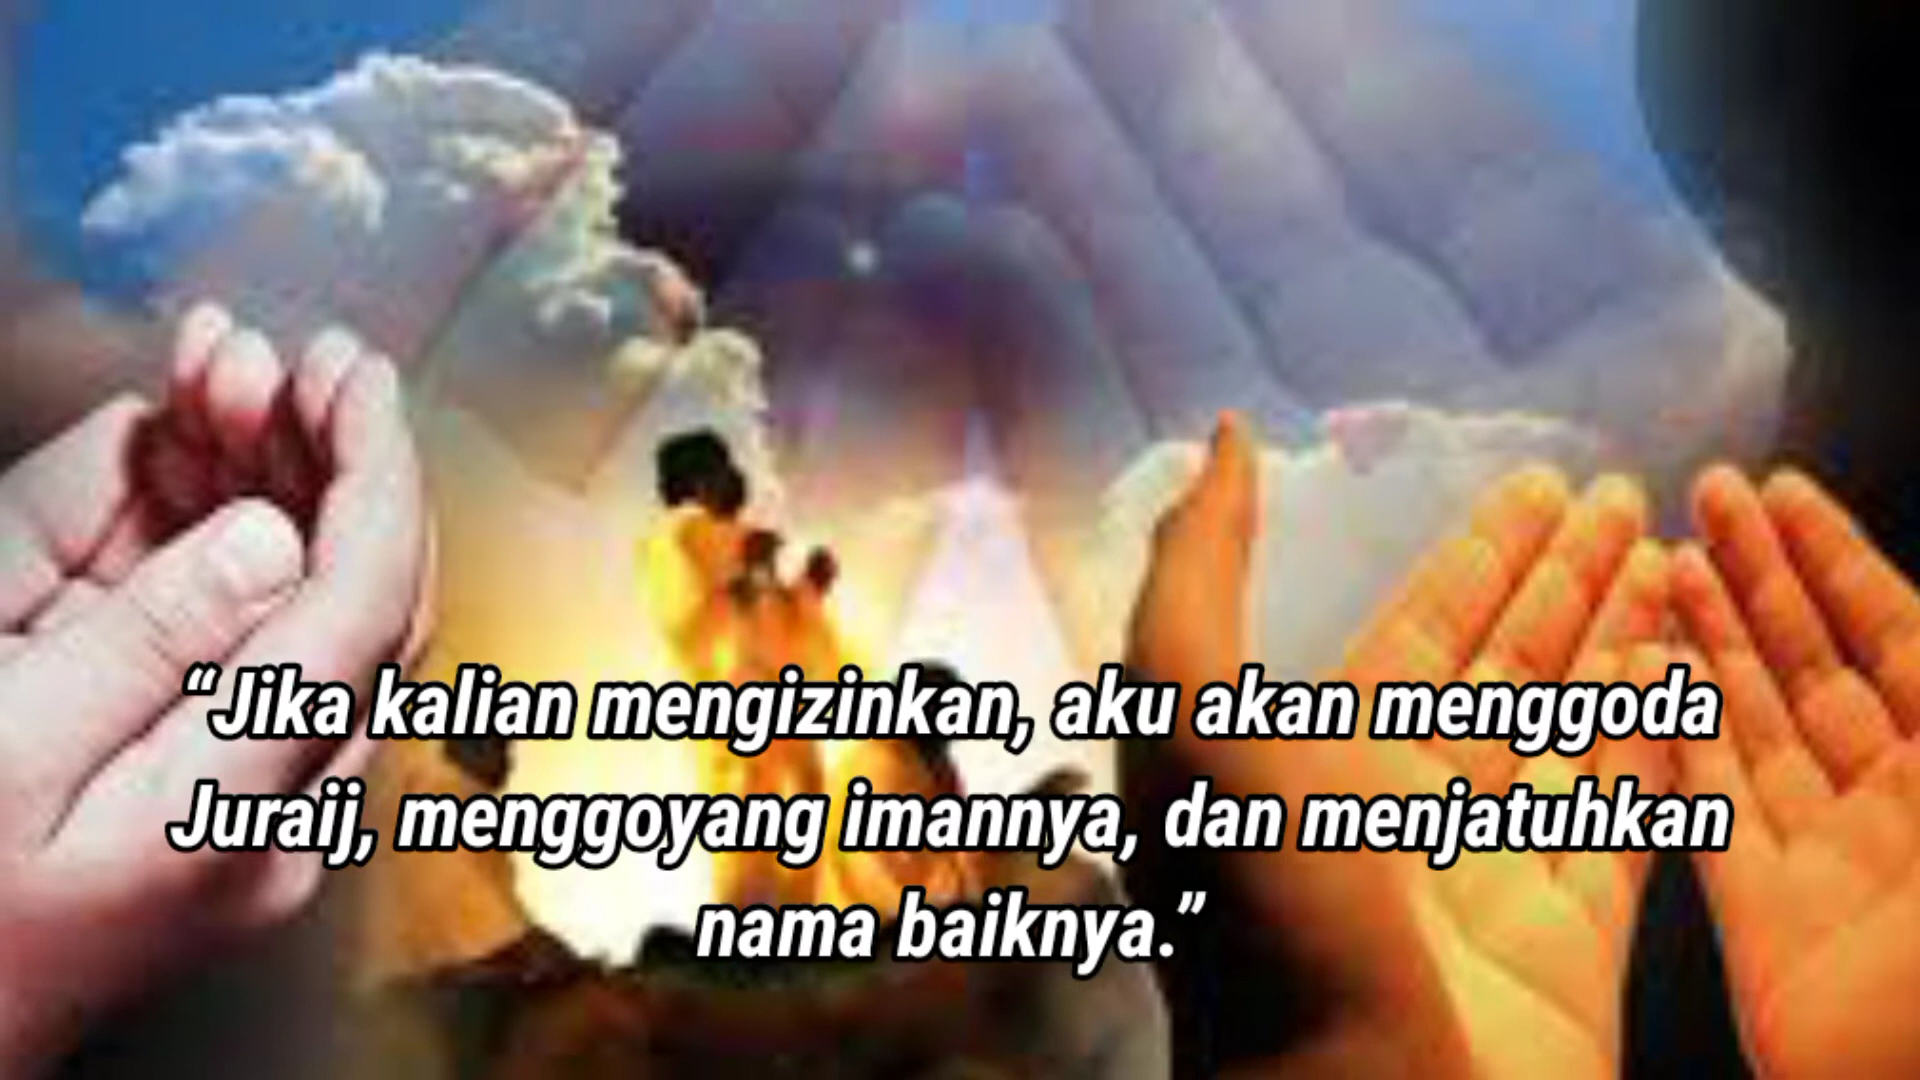 “Jika kalian mengizinkan, aku akan menggoda
Juraij, menggoyang imannya, dan menjatuhkan
nama baiknya.”